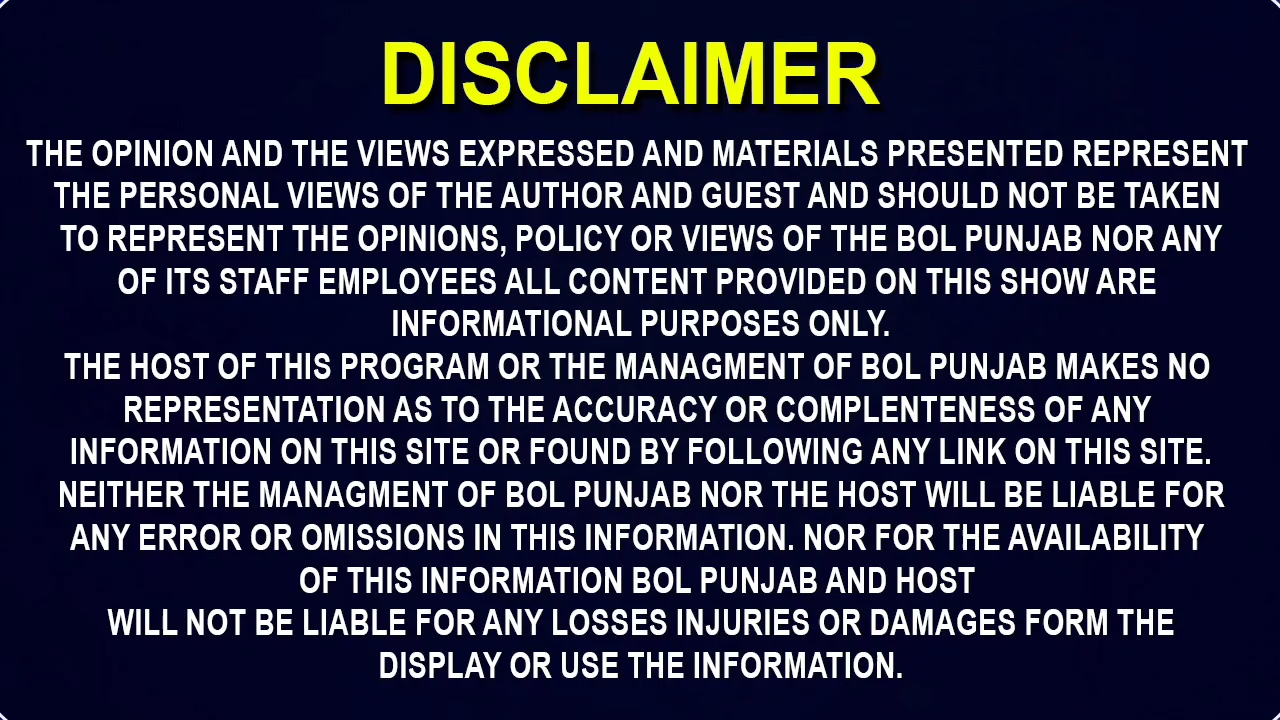 DISCLAIMER
THE OPINION AND THE VIEWS EXPRESSED AND MATERIALS PRESENTED REPRESENT
THE PERSONAL VIEWS OF THE AUTHOR AND GUEST AND SHOULD NOT BE TAKEN
TO REPRESENT THE OPINIONS, POLICY OR VIEWS OF THE BOL PUNJAB NOR ANY
OF ITS STAFF EMPLOYEES ALL CONTENT PROVIDED ON THIS SHOW ARE
INFORMATIONAL PURPOSES ONLY.
THE HOST OF THIS PROGRAM OR THE MANAGMENT OF BOL PUNJAB MAKES NO
REPRESENTATION AS TO THE ACCURACY OR COMPLENTENESS OF ANY
INFORMATION ON THIS SITE OR FOUND BY FOLLOWING ANY LINK ON THIS SITE.
NEITHER THE MANAGMENT OF BOL PUNJAB NOR THE HOST WILL BE LIABLE FOR
ANY ERROR OR OMISSIONS IN THIS INFORMATION. NOR FOR THE AVAILABILITY
OF THIS INFORMATION BOL PUNJAB AND HOST
WILL NOT BE LIABLE FOR ANY LOSSES INJURIES OR DAMAGES FORM THE
DISPLAY OR USE THE INFORMATION.